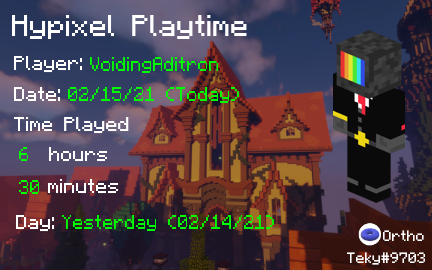 Hypixel Playtime
Player: VoidingAditron
Date: 02/15/21 (Today)
Time Played
6 hours
30 minutes
Day: Yesterday (02/14/21)
Ortho
Teky#9703